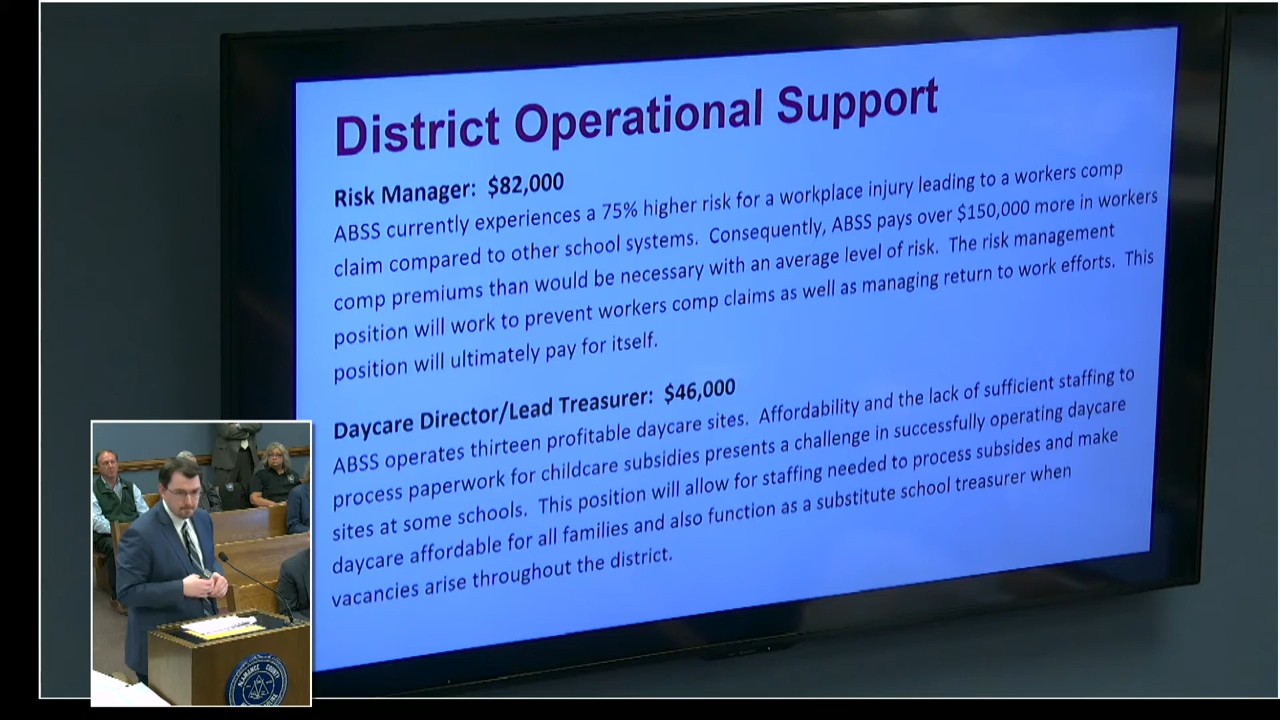 District Operational Support
Risk Manager: $82,000
ABSS currently experiences a 75% higher risk for a workplace injury leading to a workers comp
claim compared to other school systems. Consequently, ABSS pays over $150,000 more in workers
comp premiums than would be necessary with an average level of risk. The risk management
position will work to prevent workers comp claims as well as managing return to work efforts. This
position will ultimately pay for itself.
Daycare Director/Lead Treasurer: $46,000
ABSS operates thirteen profitable daycare sites. Affordability and the lack of sufficient staffing to
process paperwork for childcare subsidies presents a challenge in successfully operating daycare
sites at some schools. This position will allow for staffing needed to process subsides and make
daycare affordable for all families and also function as a substitute school treasurer when
vacancies arise throughout the district.
ALAMANCE COUNTY